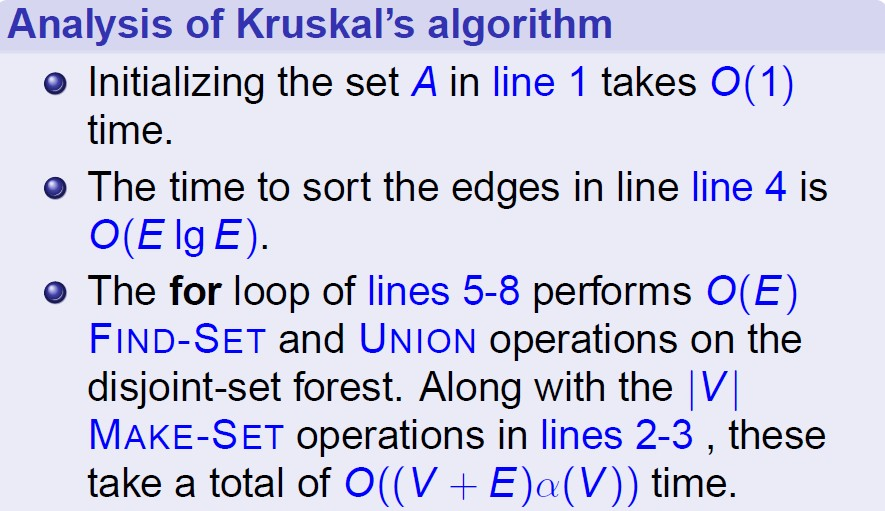 Analysis of Kruskal's algorithm
Initializing the set A in line 1 takes O(1)
time.
The time to sort the edges in line line 4 is
O(E lg E).
The for loop of lines 5-8 performs O(E)
FIND-SET and UNION operations on the
disjoint-set forest. Along with the |V|
MAKE-SET operations in lines 2-3 , these
take a total of O((V + E)α(V)) time.